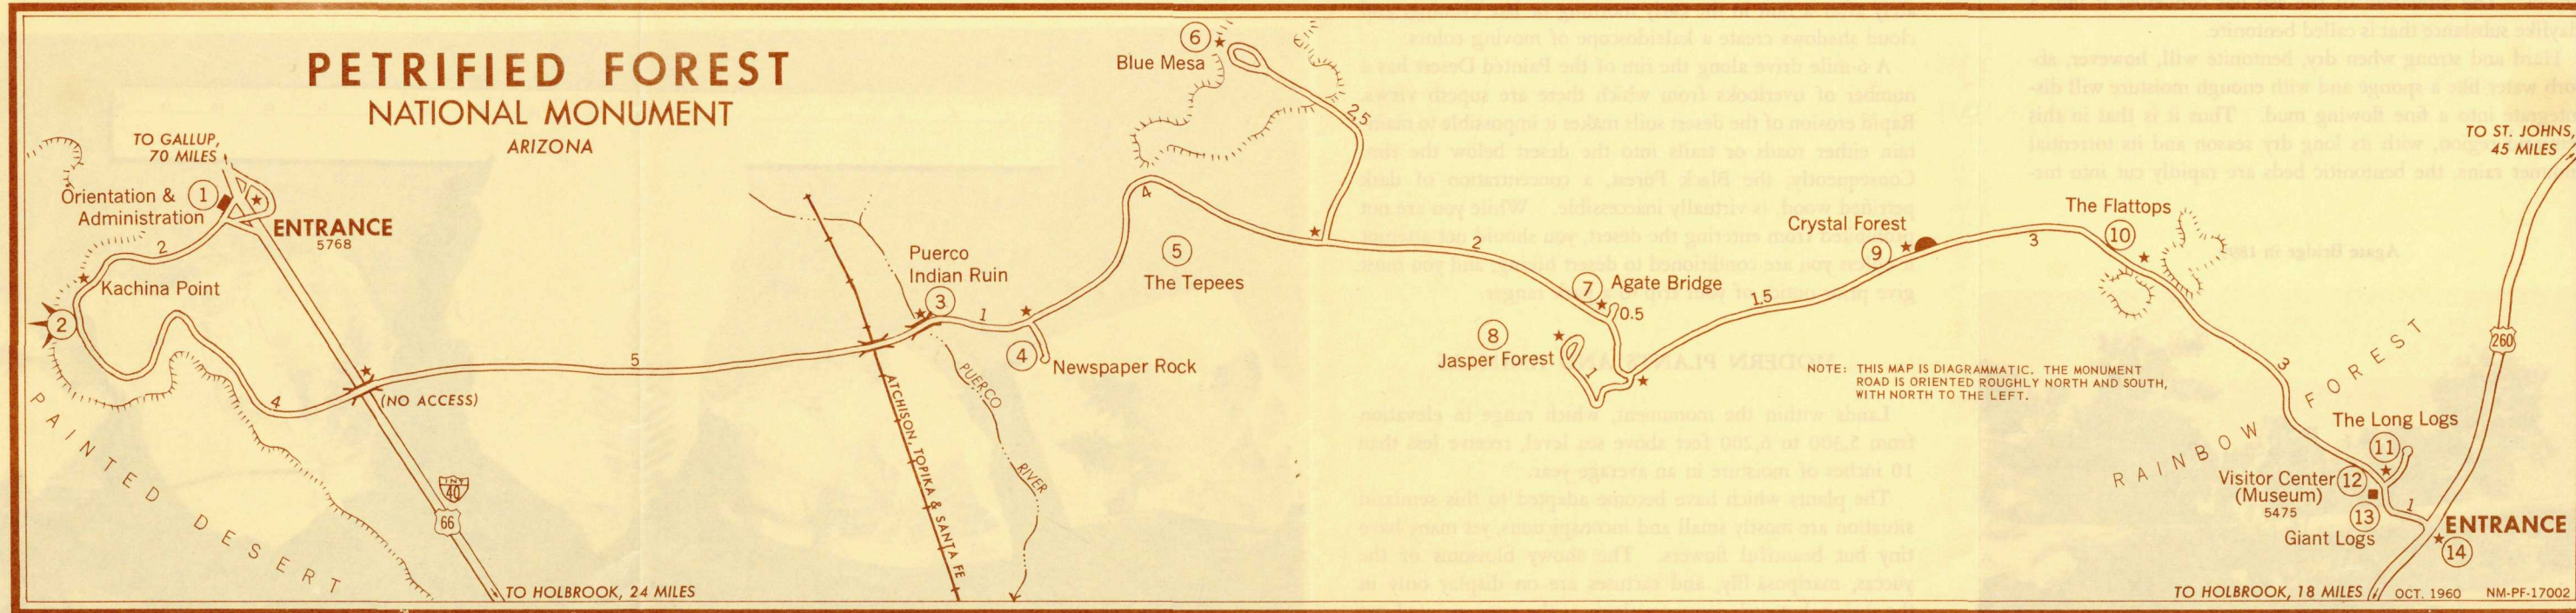 PETRIFIED FOREST
NATIONAL MONUMENT
ARIZONA
TO GALLUP,
70 MILES
Orientation &
Administration
1
ENTRANCE
5768
2
Kachina Point
2
4
(NO ACCESS)
PAINTED DESERT
INT
40
66
TO HOLBROOK, 24 MILES
5
ATCHISON, TOPIKA & SANTA FE
Puerco
Indian Ruin
3
PUERCO
RIVER
1
4
Newspaper Rock
5
The Tepees
4
6
Blue Mesa
2.5
2
7
Agate Bridge
0.5
8
Jasper Forest
1
1.5
Crystal Forest
9
3
The Flattops
10
NOTE: THIS MAP IS DIAGRAMMATIC. THE MONUMENT
ROAD IS ORIENTED ROUGHLY NORTH AND SOUTH,
WITH NORTH TO THE LEFT.
3
RAINBOW FOREST
The Long Logs
11
Visitor Center
(Museum)
5475
12
13
Giant Logs
1
ENTRANCE
14
260
TO ST. JOHNS,
45 MILES
TO HOLBROOK, 18 MILES
OCT. 1960
NM-PF-17002